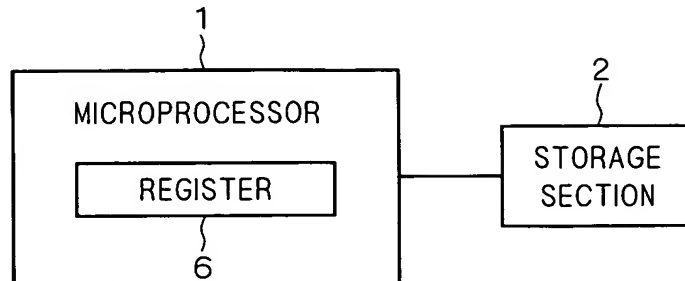 1
MICROPROCESSOR
REGISTER
6
2
STORAGE
SECTION